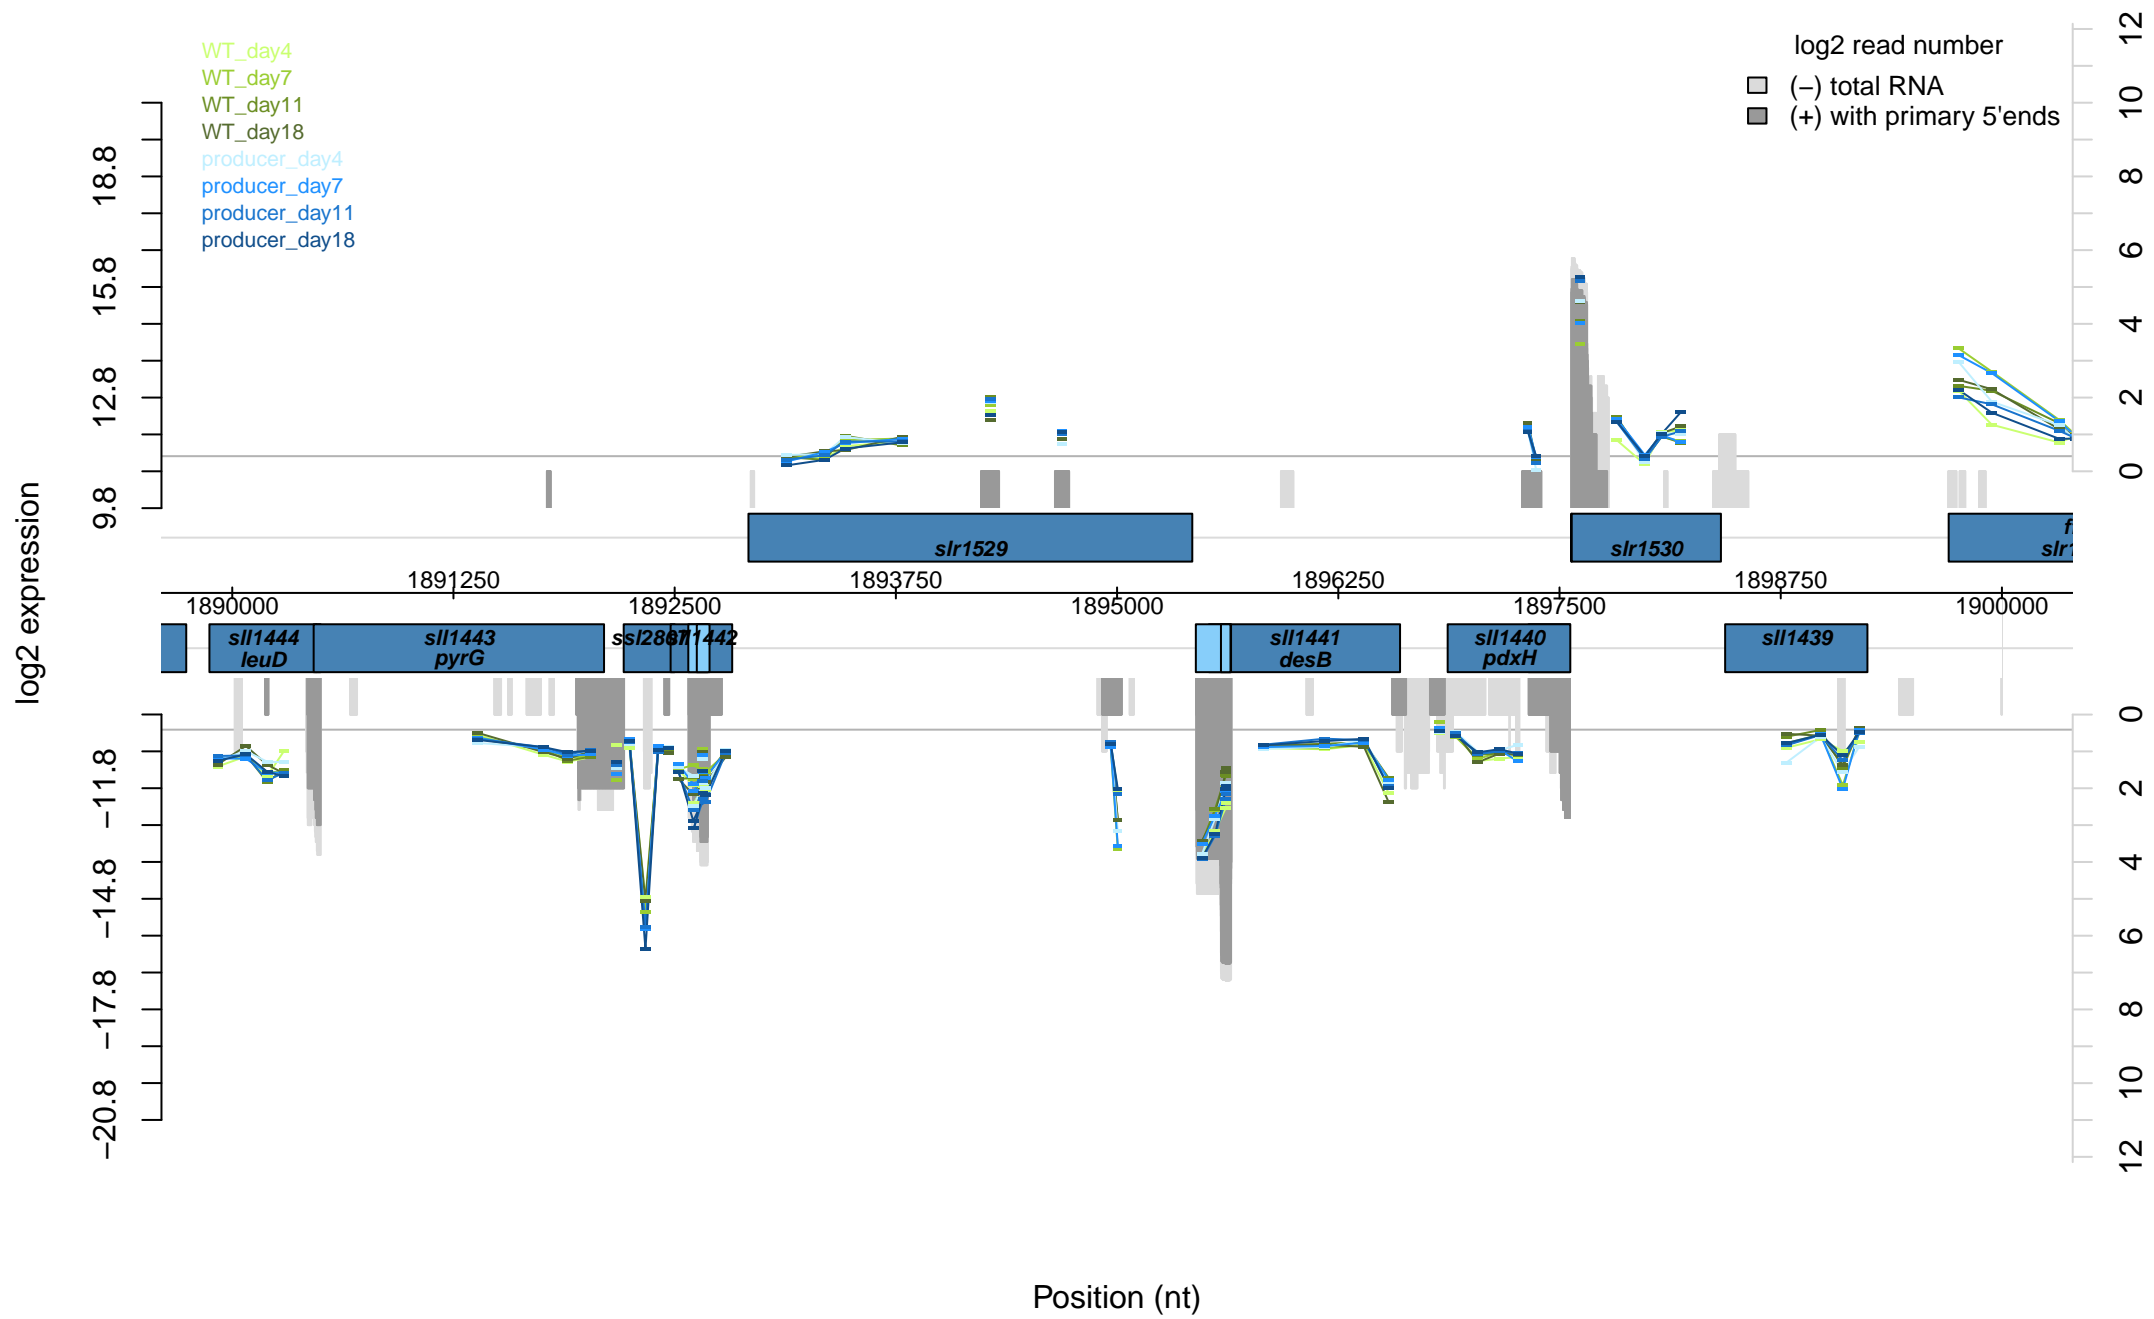 WT_day4
WT_day7
WT_day11
WT_day18
producer_day4
producer_day7
producer_day11
producer_day18
log2 read number
(−) total RNA
(+) with primary 5'ends
log2 expression
18.8
15.8
12.8
9.8
12
10
8
6
4
2
0
slr1529
slr1530
f
slr1
1891250
1893750
1896250
1898750
1890000
1892500
1895000
1897500
1900000
sll1444
leuD
sll1443
pyrG
ssl2807
sll1442
sll1441
desB
sll1440
pdxH
sll1439
−11.8
−14.8
−17.8
−20.8
0
2
4
6
8
10
12
Position (nt)